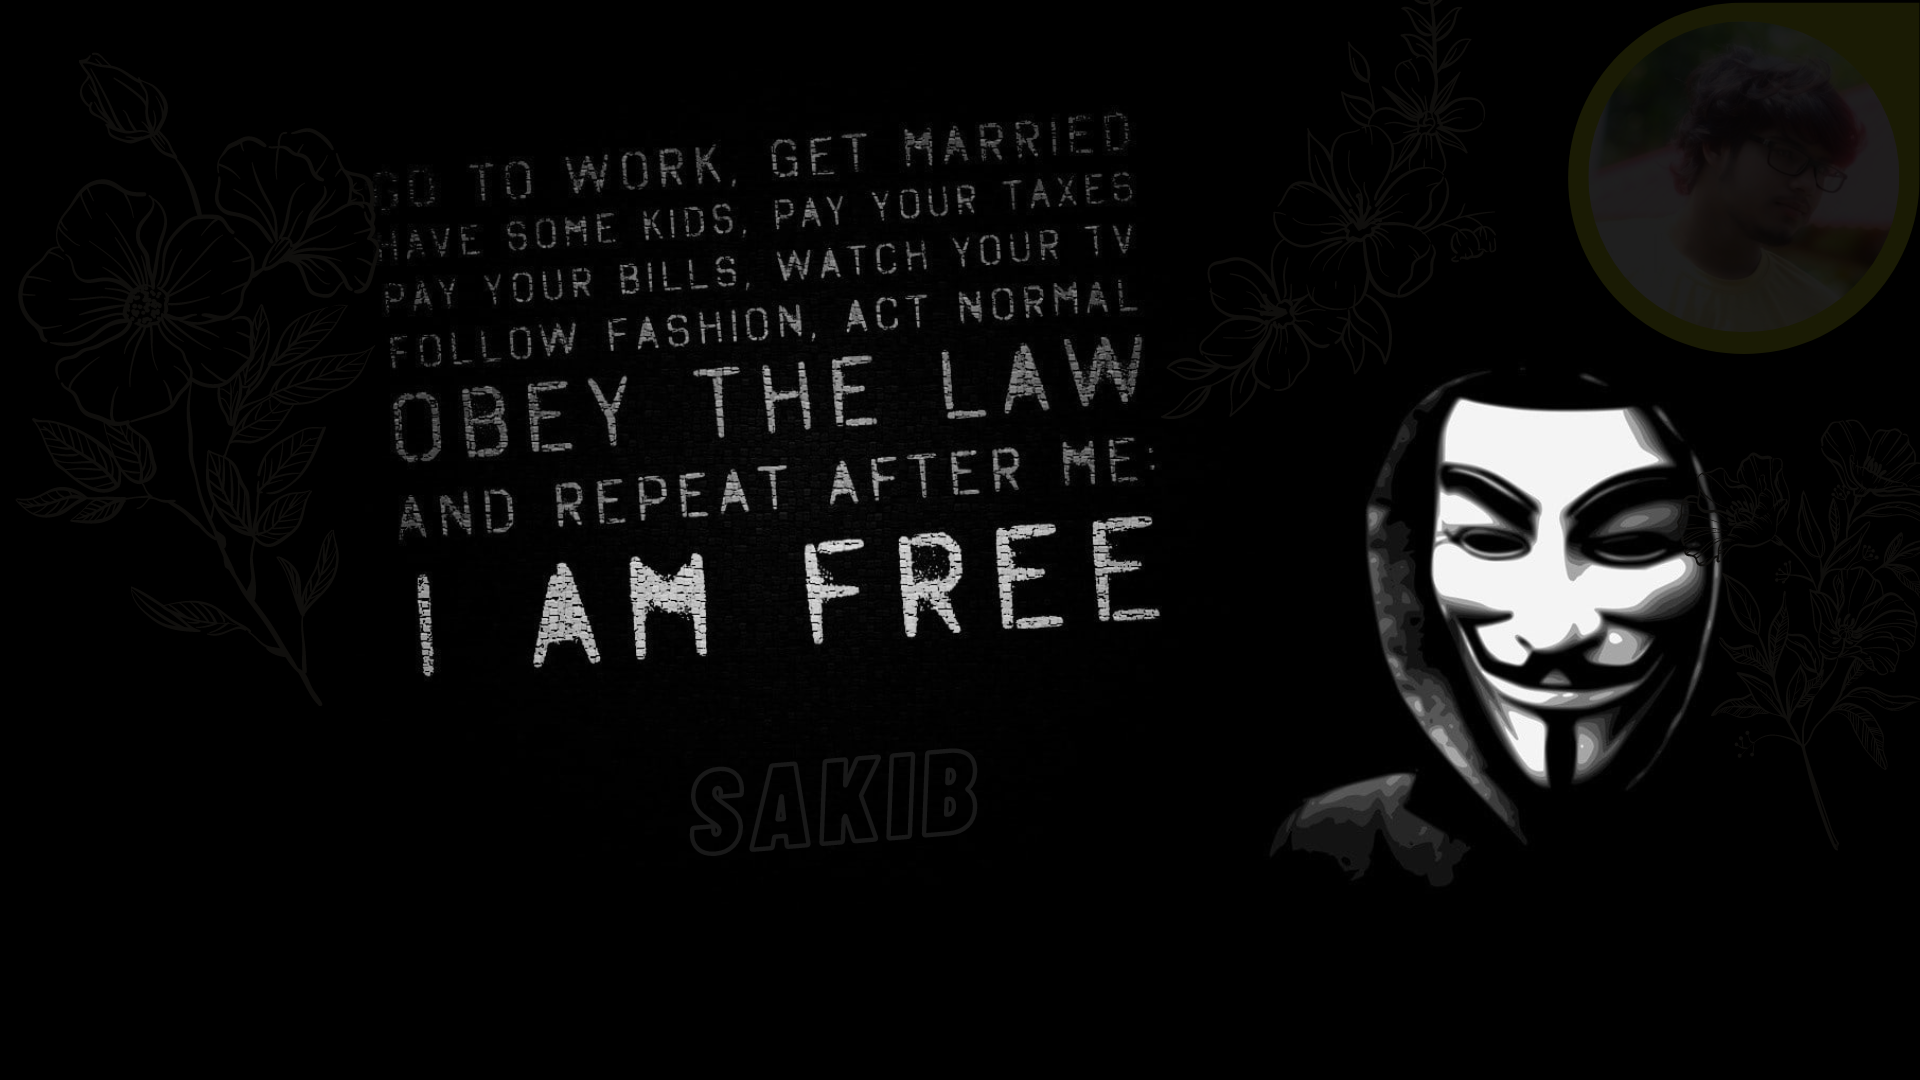 GO TO WORK, GET MARRIED
HAVE SOME KIDS, PAY YOUR TAXES
PAY YOUR BILLS, WATCH YOUR TV
FOLLOW FASHION, ACT NORMAL
OBEY THE LAW
AND REPEAT AFTER ME:
I AM FREE
SAKIB